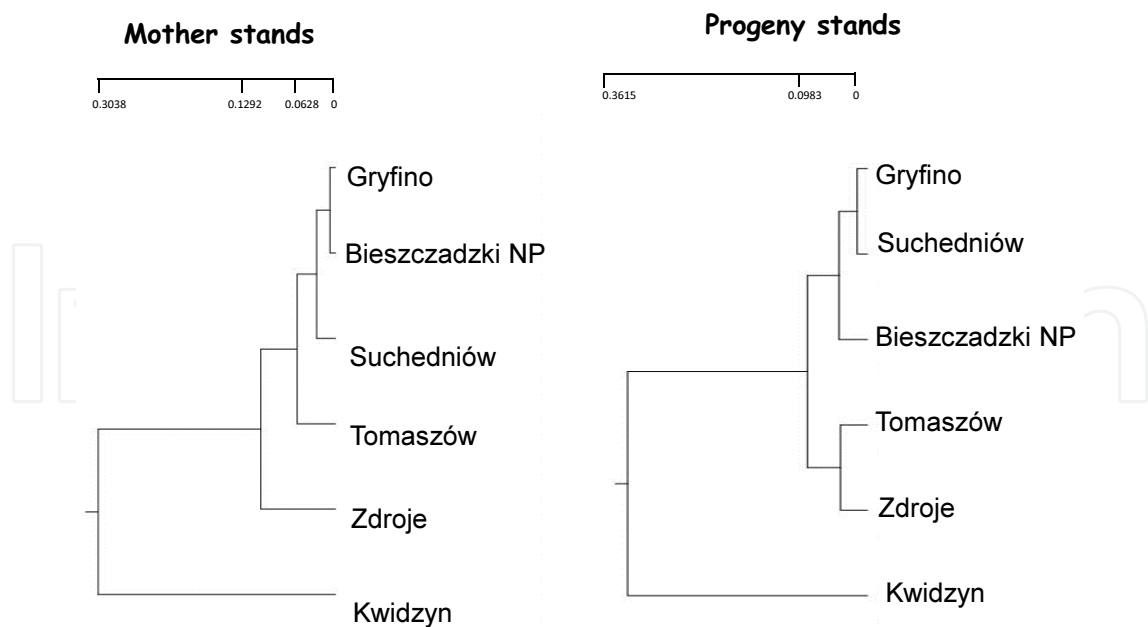 Mother stands
0.3038 0.1292 0.0628 0
Gryfino
Bieszczadzki NP
Suchedniów
Tomaszów
Zdroje
Kwidzyn
Progeny stands
0.3615 0.0983 0
Gryfino
Suchedniów
Bieszczadzki NP
Tomaszów
Zdroje
Kwidzyn